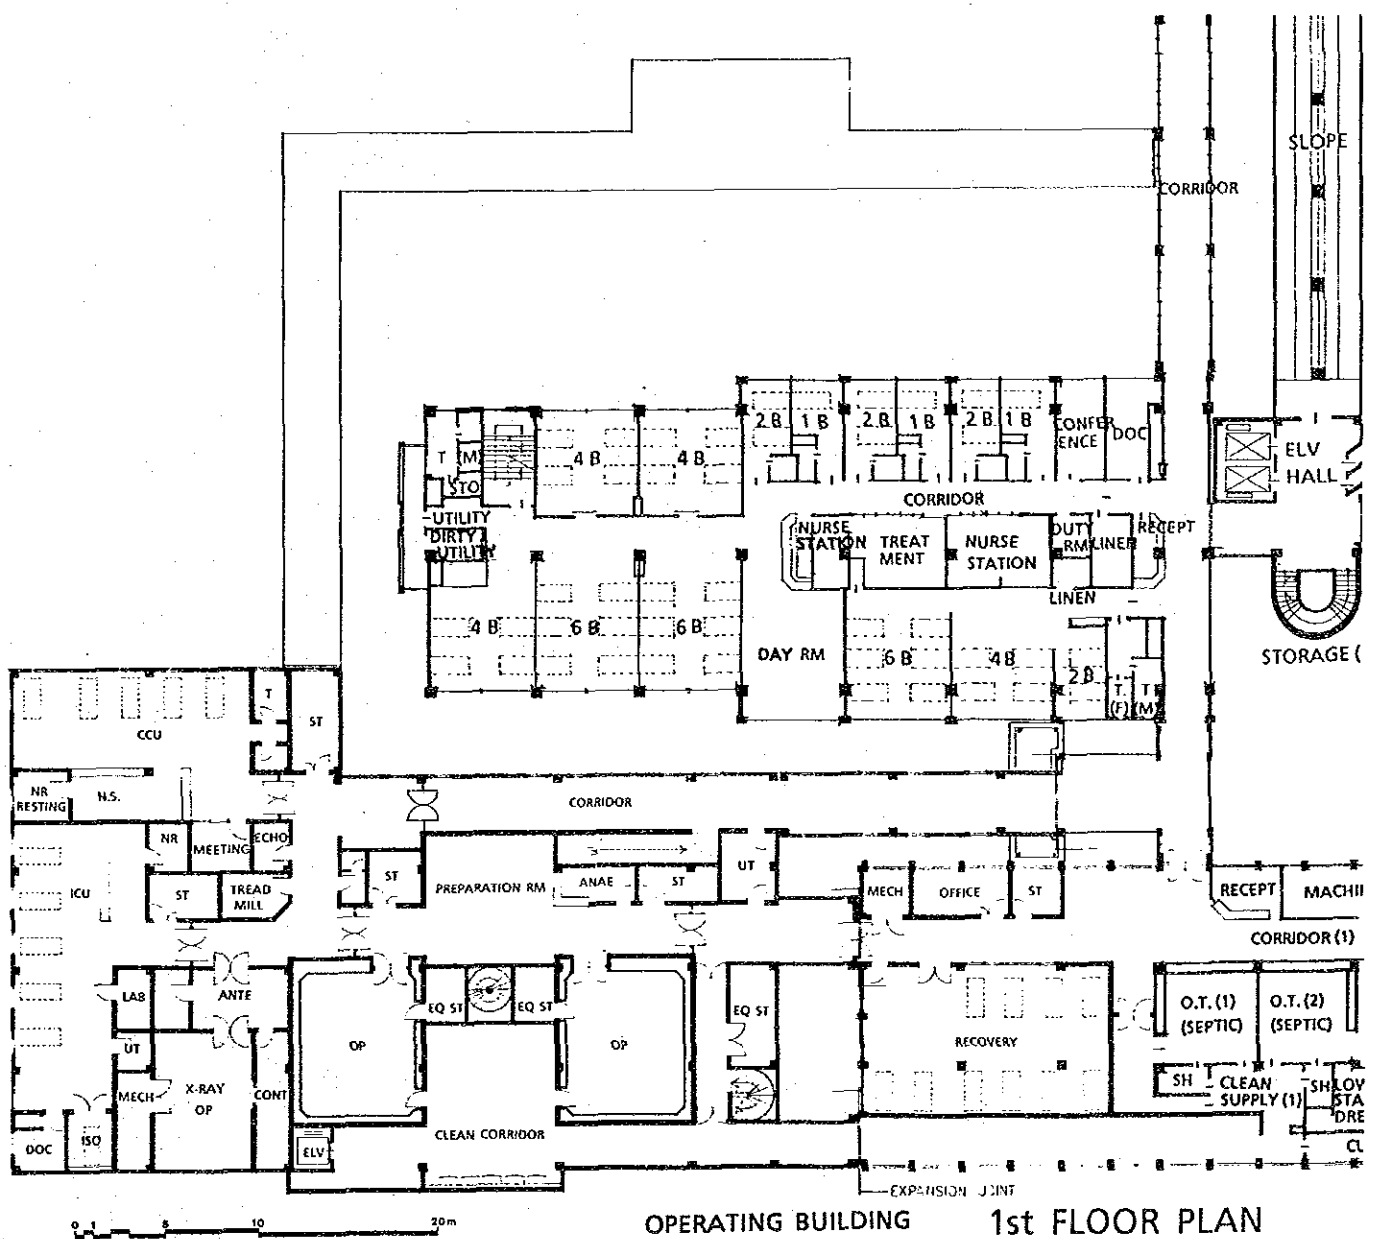 SLOPE
CORRIDOR
2 B
1 B
2 B
1 B
2 B
1 B
CONFER
ENCE
DOC
ELV
HALL
T
(M)
STO
4 B
4 B
CORRIDOR
UTILITY
DIRTY
UTILITY
NURSE
STATION
TREAT
MENT
NURSE
STATION
DUTY
RM
LINEN
RECEPT
LINEN
4 B
6 B
6 B
DAY RM
6 B
4 B
2 B
T.
(F)
T
(M)
STORAGE (
T
ST
CCU
NR
RESTING
N.S.
CORRIDOR
NR
MEETING
ECHO
ICU
ST
TREAD
MILL
ST
PREPARATION RM
ANAE
ST
UT
MECH
OFFICE
ST
RECEPT
MACHI
CORRIDOR (1)
LAB
ANTE
EQ ST
EQ ST
EQ ST
O.T. (1)
(SEPTIC)
O.T. (2)
(SEPTIC)
UT
OP
OP
RECOVERY
MECH
X-RAY
OP
CONT
SH
CLEAN
SUPPLY (1)
SH
LOV
STA
DRE
DOC
ISO
ELV
CLEAN CORRIDOR
CL
EXPANSION JOINT
0 1 5 10 20m
OPERATING BUILDING 1st FLOOR PLAN